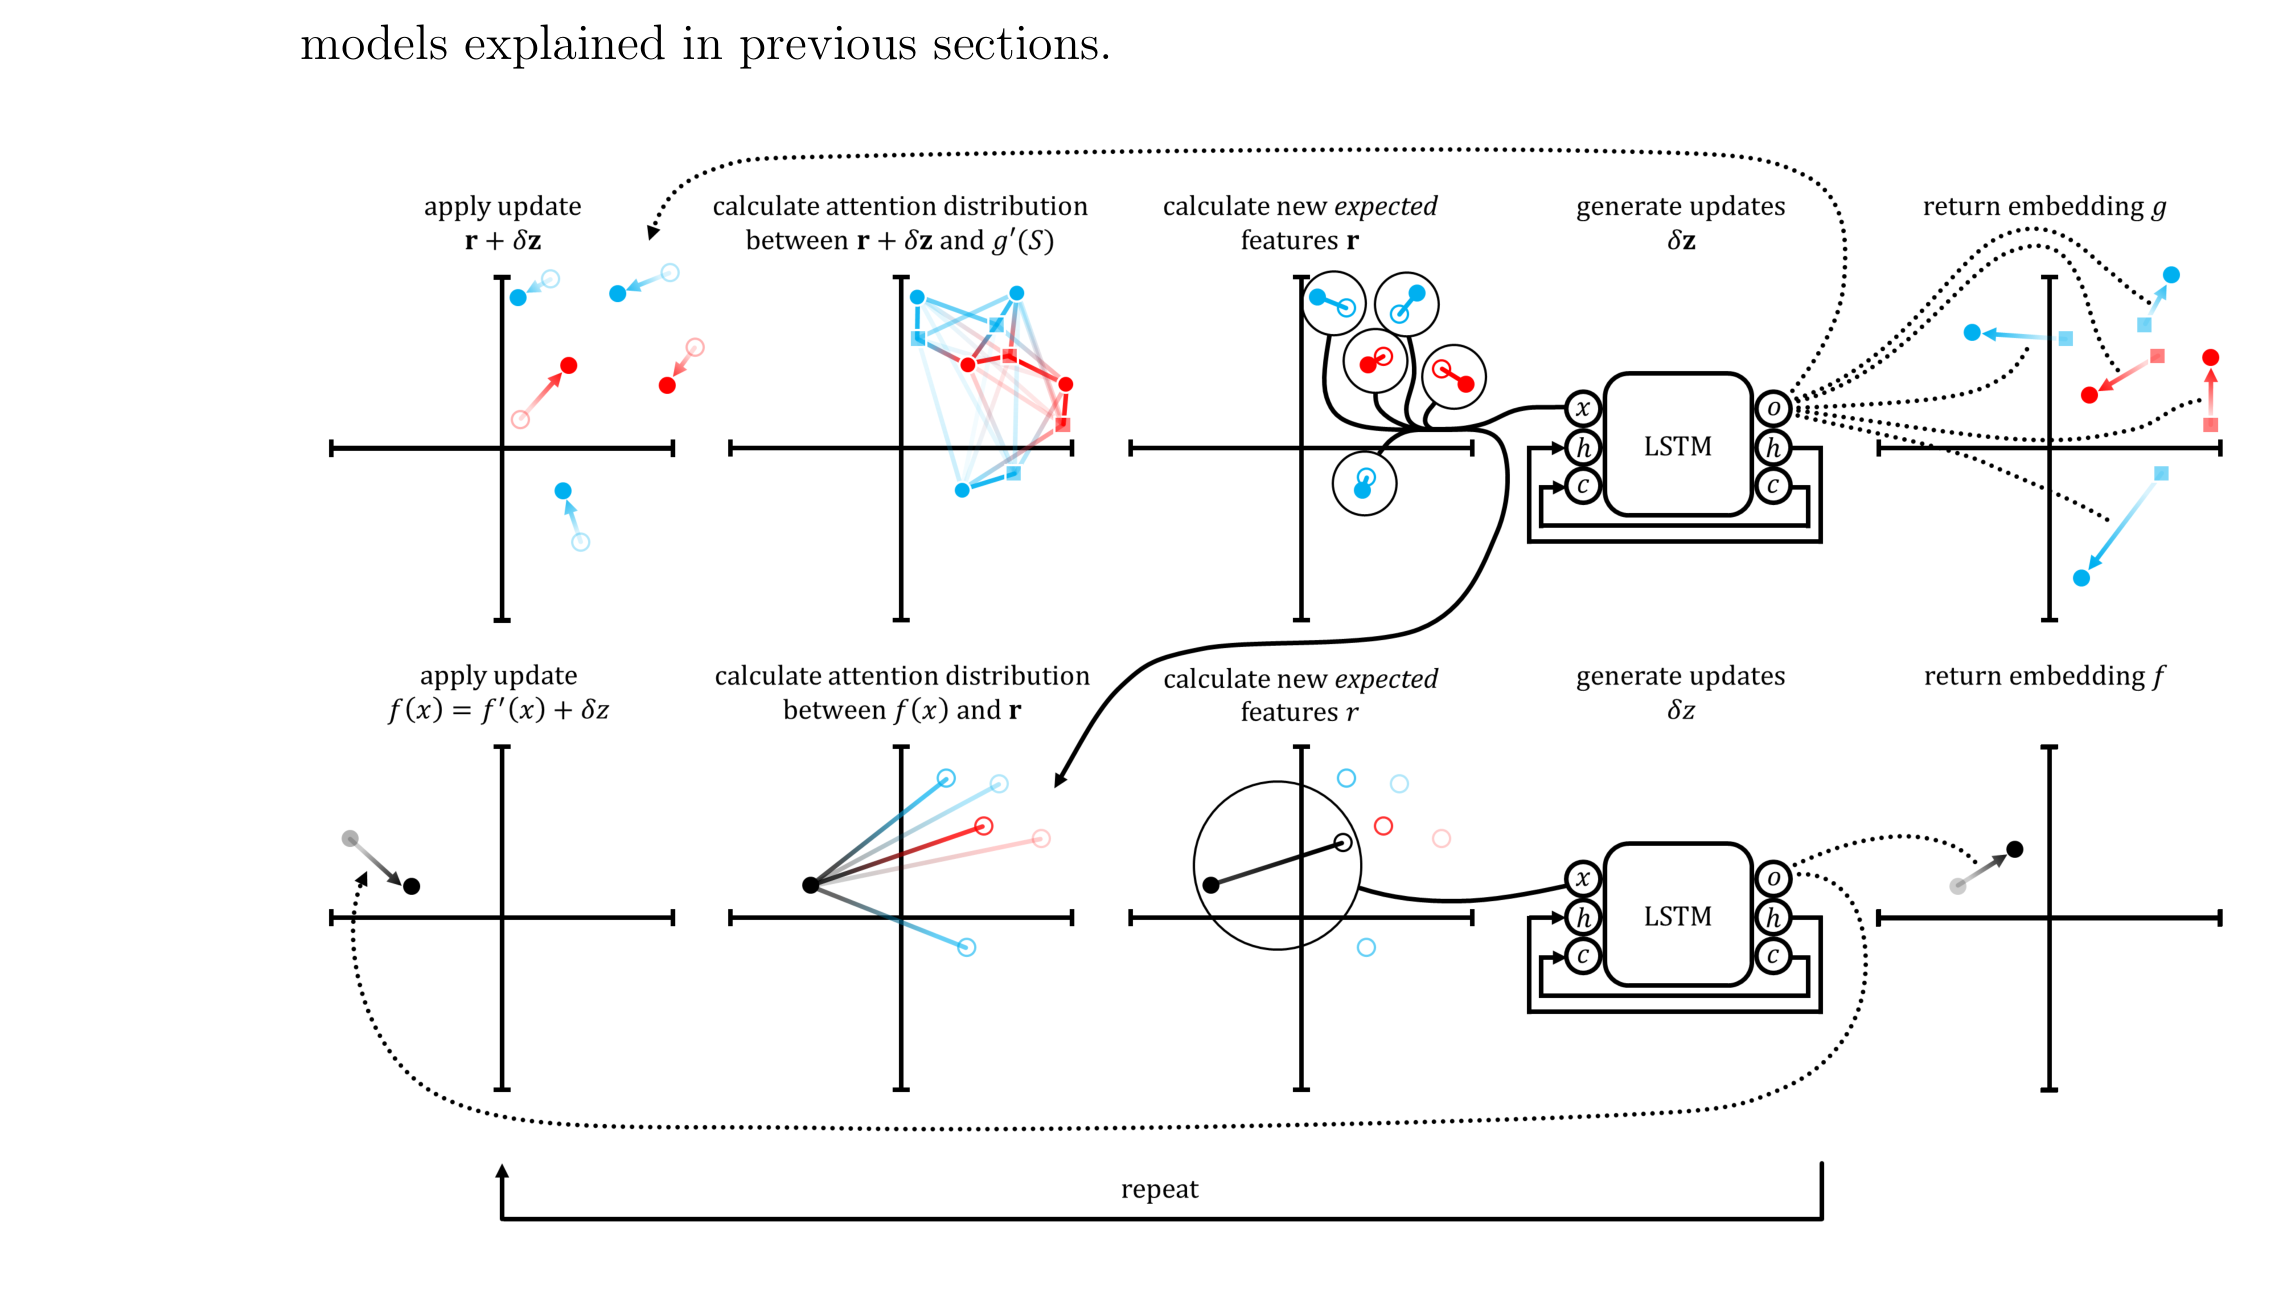 models explained in previous sections.
apply update
r + δz
calculate attention distribution
between r + δz and g′(S)
calculate new expected
features r
generate updates
δz
return embedding g
x
h
c
LSTM
o
h
c
apply update
f(x) = f′(x) + δz
calculate attention distribution
between f(x) and r
calculate new expected
features r
generate updates
δz
return embedding f
x
h
c
LSTM
o
h
c
repeat